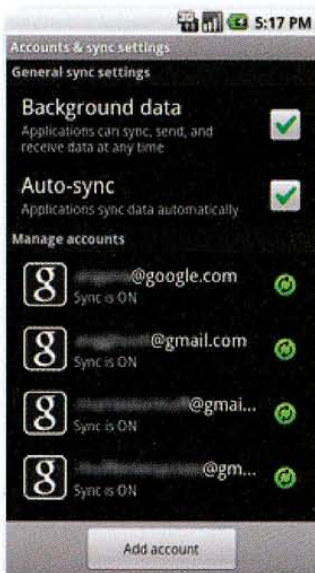 5:17 PM
Accounts & sync settings
General sync settings
Background data
Applications can sync, send, and
receive data at any time
Auto-sync
Applications sync data automatically
Manage accounts
@google.com
Sync is ON
@gmail.com
Sync is ON
@gmai...
Sync is ON
@gm...
Sync is ON
Add account